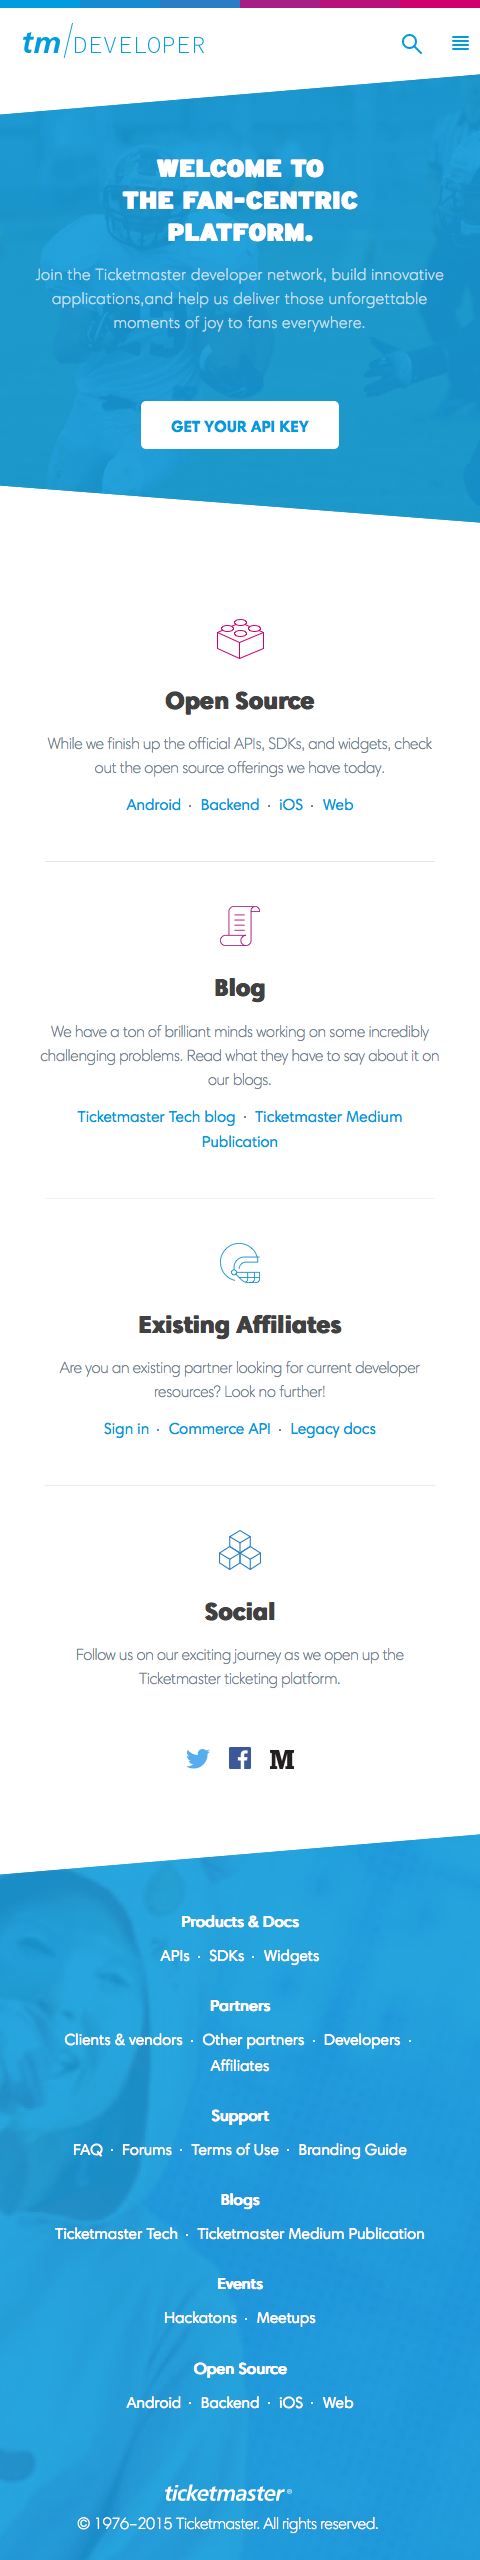 tm/DEVELOPER
WELCOME TO
THE FAN-CENTRIC
PLATFORM.
Join the Ticketmaster developer network, build innovative
applications,and help us deliver those unforgettable
moments of joy to fans everywhere.
GET YOUR API KEY
Open Source
While we finish up the official APIs, SDKs, and widgets, check
out the open source offerings we have today.
Android · Backend · iOS · Web
Blog
We have a ton of brilliant minds working on some incredibly
challenging problems. Read what they have to say about it on
our blogs.
Ticketmaster Tech blog · Ticketmaster Medium
Publication
Existing Affiliates
Are you an existing partner looking for current developer
resources? Look no further!
Sign in · Commerce API · Legacy docs
Social
Follow us on our exciting journey as we open up the
Ticketmaster ticketing platform.
f M
Products & Docs
APIs · SDKs · Widgets
Partners
Clients & vendors · Other partners · Developers ·
Affiliates
Support
FAQ · Forums · Terms of Use · Branding Guide
Blogs
Ticketmaster Tech · Ticketmaster Medium Publication
Events
Hackatons · Meetups
Open Source
Android · Backend · iOS · Web
ticketmaster®
© 1976–2015 Ticketmaster. All rights reserved.